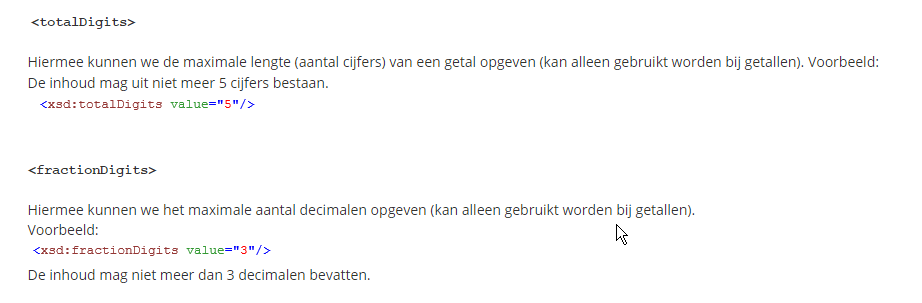 <totalDigits>
Hiermee kunnen we de maximale lengte (aantal cijfers) van een getal opgeven (kan alleen gebruikt worden bij getallen). Voorbeeld:
De inhoud mag uit niet meer 5 cijfers bestaan.
<xsd:totalDigits value="5"/>
<fractionDigits>
Hiermee kunnen we het maximale aantal decimalen opgeven (kan alleen gebruikt worden bij getallen).
Voorbeeld:
<xsd:fractionDigits value="3"/>
De inhoud mag niet meer dan 3 decimalen bevatten.